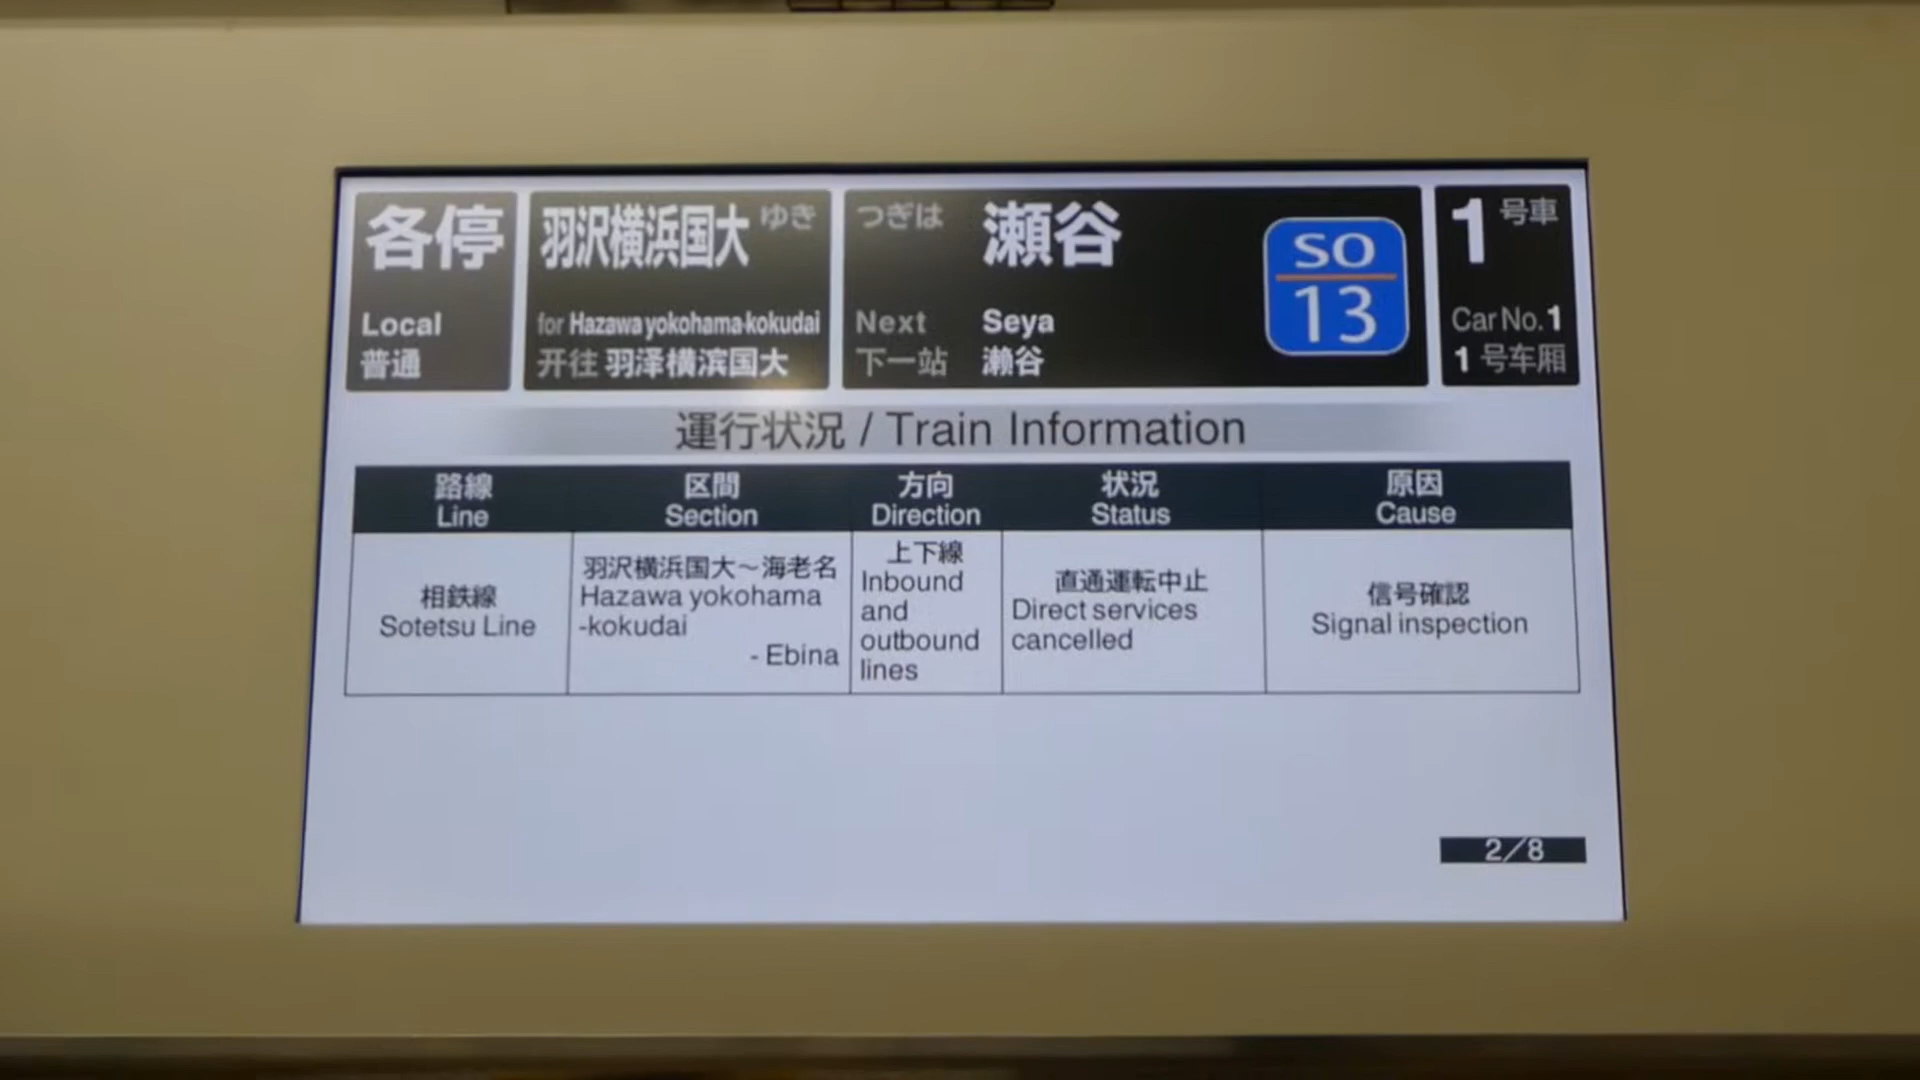 各停
Local
普通
羽沢横浜国大 ゆき
for Hazawa yokohama-kokudai
开往 羽泽横滨国大
つぎは 瀬谷
Next Seya
下一站 濑谷
SO
13
1 号車
Car No. 1
1 号车厢
運行状況 / Train Information
路線
Line
区間
Section
方向
Direction
状況
Status
原因
Cause
相鉄線
Sotetsu Line
羽沢横浜国大～海老名
Hazawa yokohama
-kokudai
- Ebina
上下線
Inbound
and
outbound
lines
直通運転中止
Direct services
cancelled
信号確認
Signal inspection
2/8